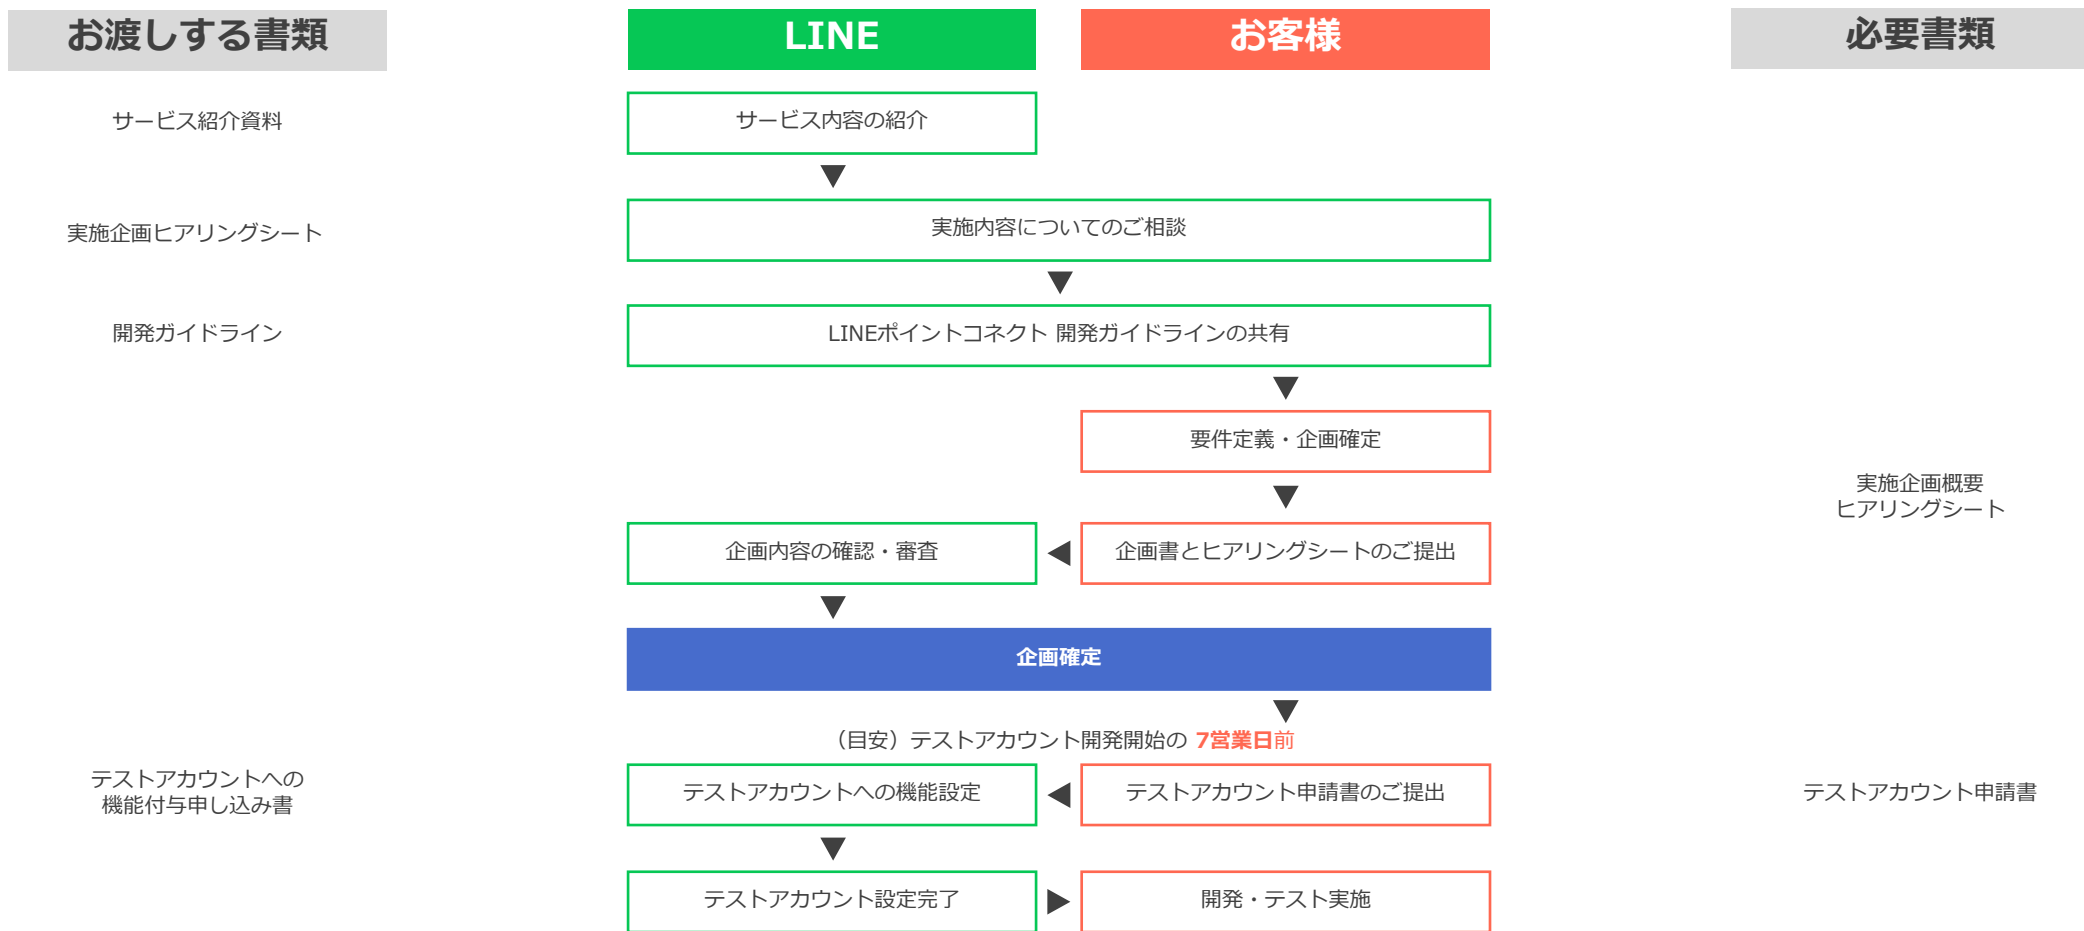 お渡しする書類
LINE
お客様
必要書類
サービス紹介資料
サービス内容の紹介
実施企画ヒアリングシート
実施内容についてのご相談
開発ガイドライン
LINEポイントコネクト 開発ガイドラインの共有
要件定義・企画確定
実施企画概要
ヒアリングシート
企画内容の確認・審査
企画書とヒアリングシートのご提出
企画確定
（目安）テストアカウント開発開始の 7営業日前
テストアカウントへの
機能付与申し込み書
テストアカウントへの機能設定
テストアカウント申請書のご提出
テストアカウント申請書
テストアカウント設定完了
開発・テスト実施